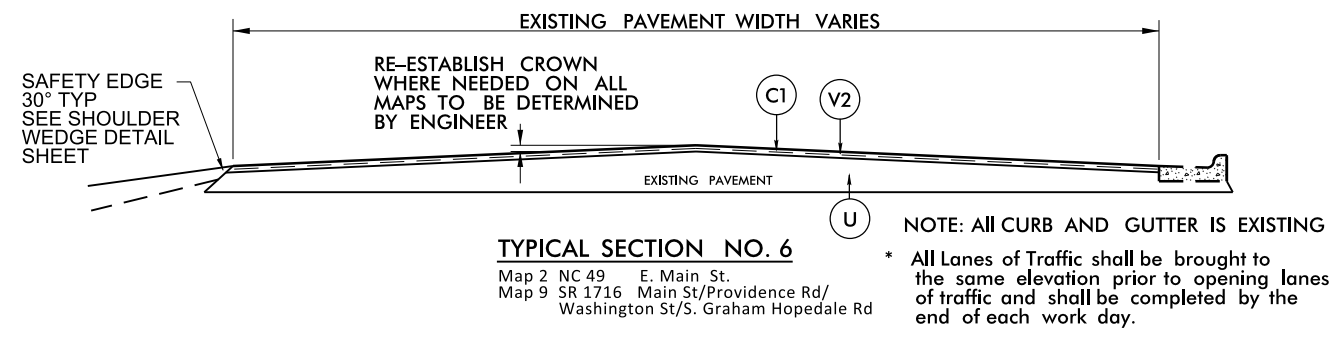 EXISTING PAVEMENT WIDTH VARIES
SAFETY EDGE
30° TYP
SEE SHOULDER
WEDGE DETAIL
SHEET
RE-ESTABLISH CROWN
WHERE NEEDED ON ALL
MAPS TO BE DETERMINED
BY ENGINEER
C1
V2
EXISTING PAVEMENT
U
NOTE: All CURB AND GUTTER IS EXISTING
TYPICAL SECTION NO. 6
Map 2 NC 49 E. Main St.
Map 9 SR 1716 Main St/Providence Rd/
Washington St/S. Graham Hopedale Rd
* All Lanes of Traffic shall be brought to
the same elevation prior to opening lanes
of traffic and shall be completed by the
end of each work day.